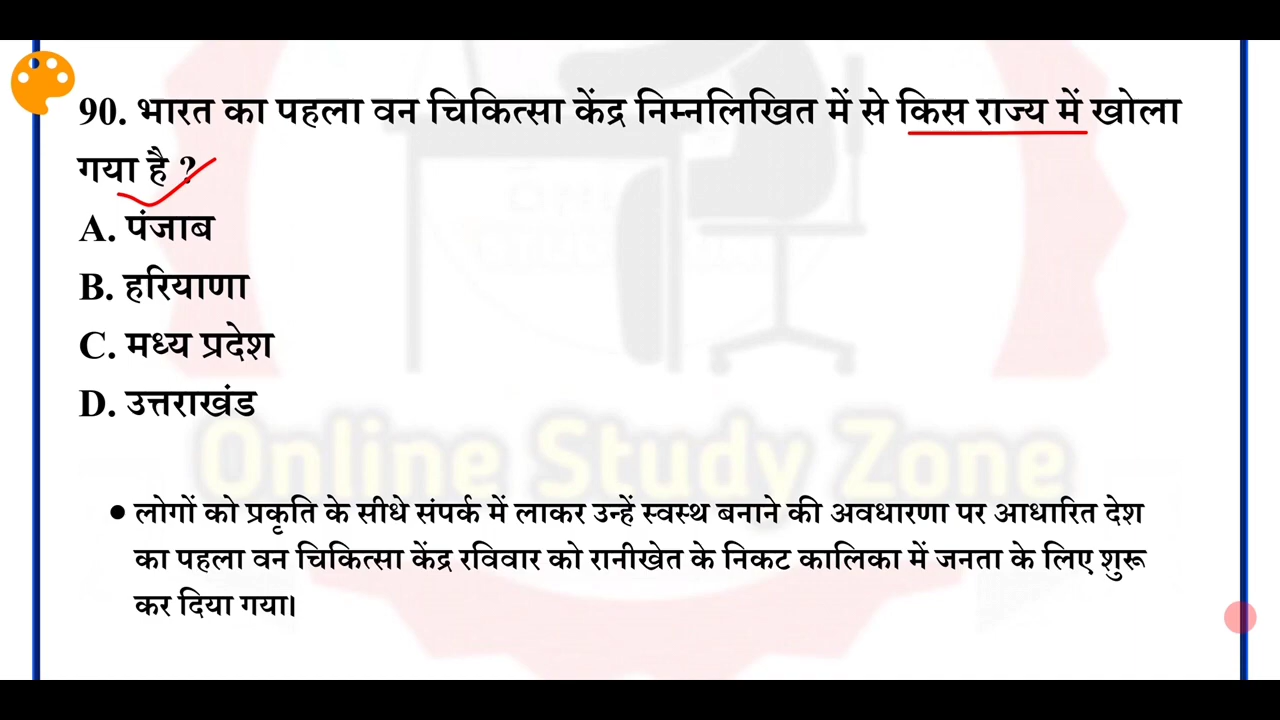 90. भारत का पहला वन चिकित्सा केंद्र निम्नलिखित में से किस राज्य में खोला
गया है ?
A. पंजाब
B. हरियाणा
C. मध्य प्रदेश
D. उत्तराखंड
Online Study Zone
• लोगों को प्रकृति के सीधे संपर्क में लाकर उन्हें स्वस्थ बनाने की अवधारणा पर आधारित देश
का पहला वन चिकित्सा केंद्र रविवार को रानीखेत के निकट कालिका में जनता के लिए शुरू
कर दिया गया।